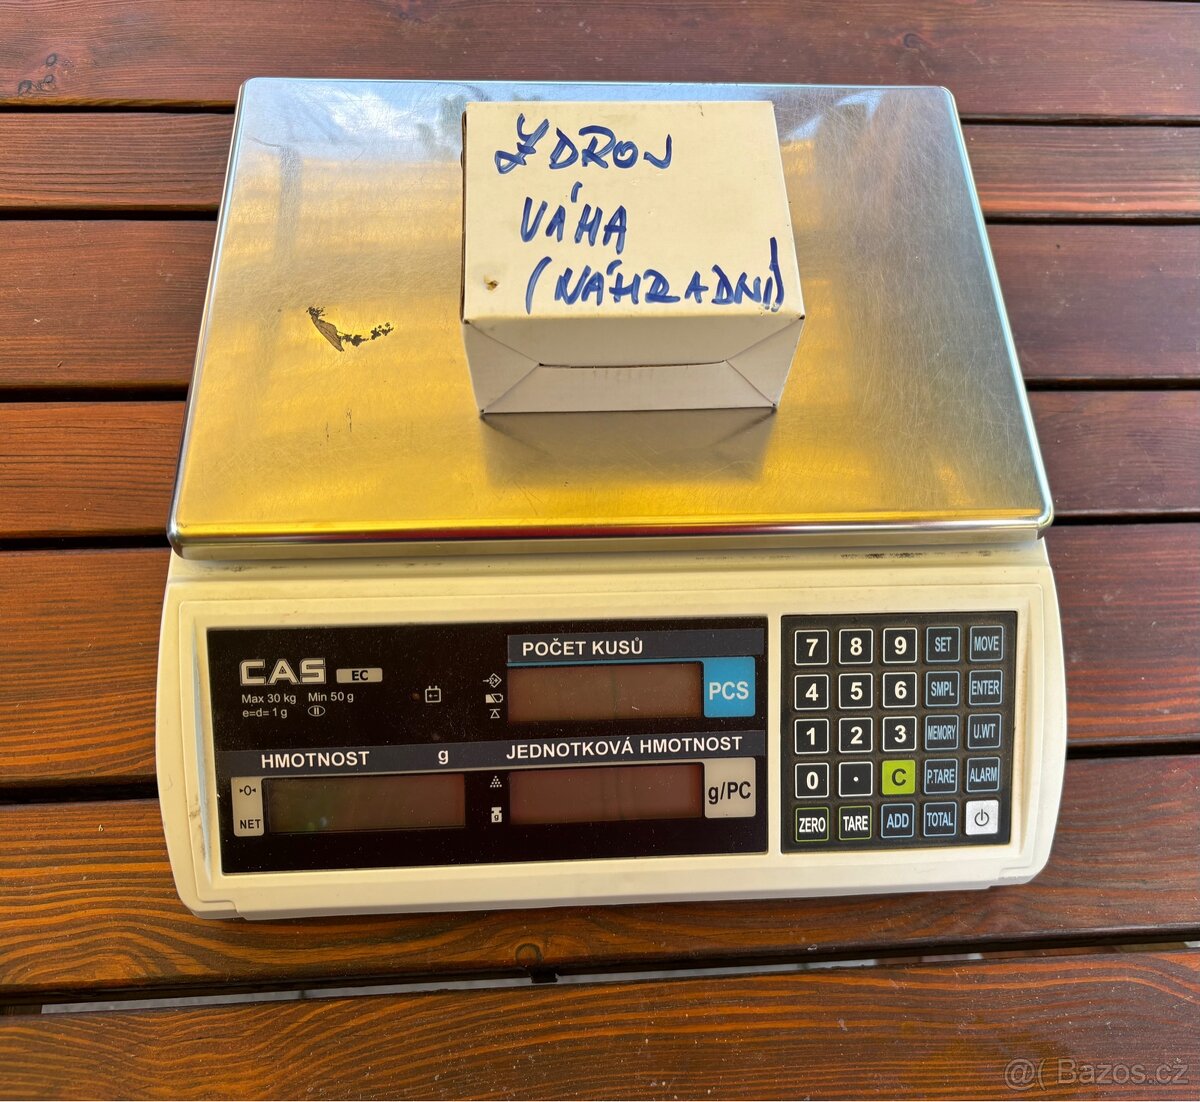 ZDROJ
VÁHA
(NÁHRADNÍ)
CAS EC
Max 30 kg Min 50 g
e=d= 1 g II
POČET KUSŮ
PCS
HMOTNOST g
JEDNOTKOVÁ HMOTNOST
g/PC
►0◄
NET
7 8 9 SET MOVE
4 5 6 SMPL ENTER
1 2 3 MEMORY U.WT
0 . C P.TARE ALARM
ZERO TARE ADD TOTAL
@( Bazos.cz